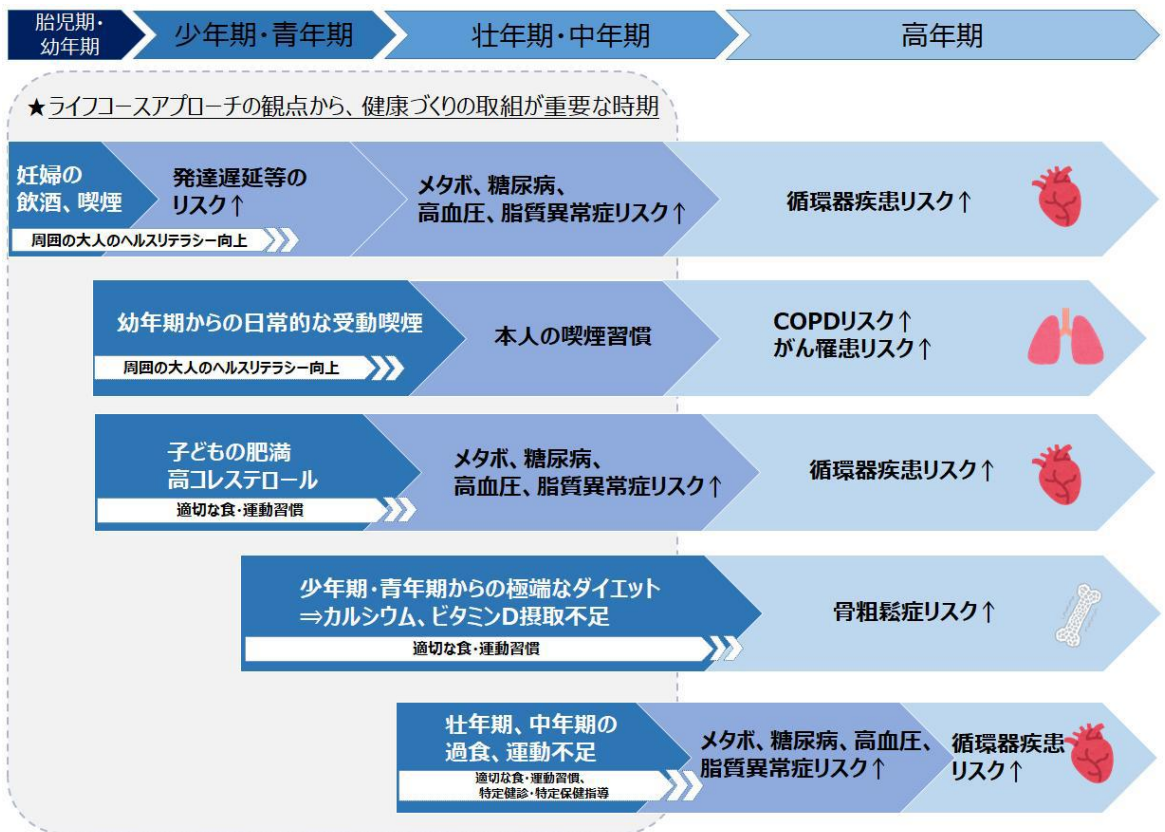 胎児期・
幼年期
少年期・青年期
壮年期・中年期
高年期
★ライフコースアプローチの観点から、健康づくりの取組が重要な時期
妊婦の
飲酒、喫煙
周囲の大人のヘルスリテラシー向上
発達遅延等の
リスク↑
メタボ、糖尿病、
高血圧、脂質異常症リスク↑
循環器疾患リスク↑
幼年期からの日常的な受動喫煙
周囲の大人のヘルスリテラシー向上
本人の喫煙習慣
COPDリスク↑
がん罹患リスク↑
子どもの肥満
高コレステロール
適切な食・運動習慣
メタボ、糖尿病、
高血圧、脂質異常症リスク↑
循環器疾患リスク↑
少年期・青年期からの極端なダイエット
⇒カルシウム、ビタミンD摂取不足
適切な食・運動習慣
骨粗鬆症リスク↑
壮年期、中年期の
過食、運動不足
適切な食・運動習慣、
特定健診・特定保健指導
メタボ、糖尿病、高血圧、
脂質異常症リスク↑
循環器疾患
リスク↑